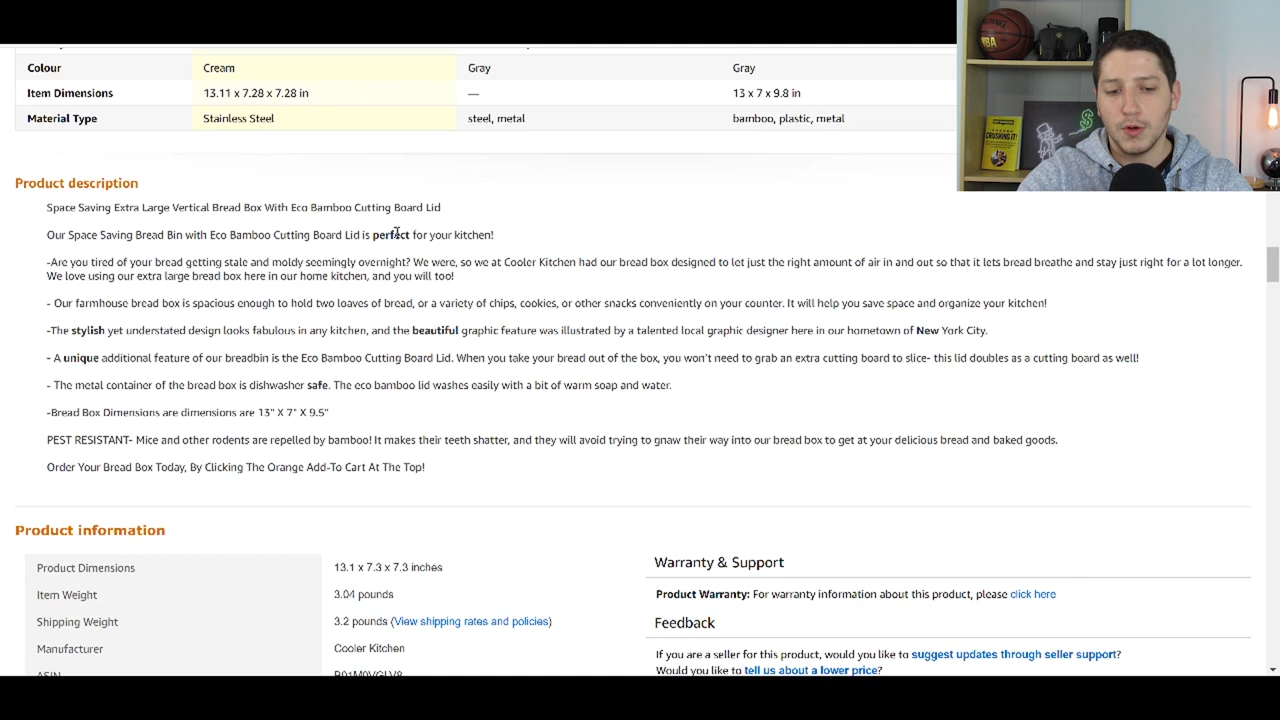 Colour Cream Gray Gray
Item Dimensions 13.11 x 7.28 x 7.28 in — 13 x 7 x 9.8 in
Material Type Stainless Steel steel, metal bamboo, plastic, metal
Product description
Space Saving Extra Large Vertical Bread Box With Eco Bamboo Cutting Board Lid
Our Space Saving Bread Bin with Eco Bamboo Cutting Board Lid is perfect for your kitchen!
-Are you tired of your bread getting stale and moldy seemingly overnight? We were, so we at Cooler Kitchen had our bread box designed to let just the right amount of air in and out so that it lets bread breathe and stay just right for a lot longer.
We love using our extra large bread box here in our home kitchen, and you will too!
- Our farmhouse bread box is spacious enough to hold two loaves of bread, or a variety of chips, cookies, or other snacks conveniently on your counter. It will help you save space and organize your kitchen!
-The stylish yet understated design looks fabulous in any kitchen, and the beautiful graphic feature was illustrated by a talented local graphic designer here in our hometown of New York City.
- A unique additional feature of our breadbin is the Eco Bamboo Cutting Board Lid. When you take your bread out of the box, you won't need to grab an extra cutting board to slice- this lid doubles as a cutting board as well!
- The metal container of the bread box is dishwasher safe. The eco bamboo lid washes easily with a bit of warm soap and water.
-Bread Box Dimensions are dimensions are 13" X 7" X 9.5"
PEST RESISTANT- Mice and other rodents are repelled by bamboo! It makes their teeth shatter, and they will avoid trying to gnaw their way into our bread box to get at your delicious bread and baked goods.
Order Your Bread Box Today, By Clicking The Orange Add-To Cart At The Top!
Product information
Product Dimensions 13.1 x 7.3 x 7.3 inches
Item Weight 3.04 pounds
Shipping Weight 3.2 pounds (View shipping rates and policies)
Manufacturer Cooler Kitchen
ASIN
Warranty & Support
Product Warranty: For warranty information about this product, please click here
Feedback
If you are a seller for this product, would you like to suggest updates through seller support?
Would you like to tell us about a lower price?
SPALDING
NBA
CRUSHING IT!
$